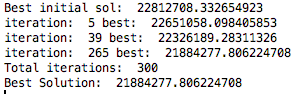 Best initial sol:  22812708.332654923
iteration:  5 best:  22651058.098405853
iteration:  39 best:  22326189.28311326
iteration:  265 best:  21884277.806224708
Total iterations:  300
Best Solution:  21884277.806224708